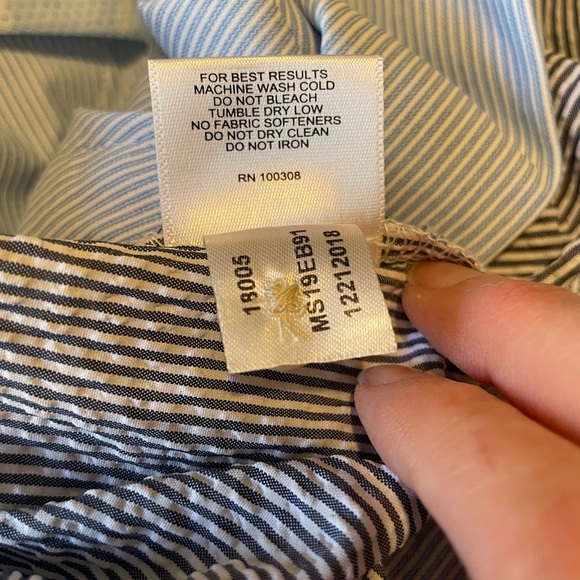 FOR BEST RESULTS
MACHINE WASH COLD
DO NOT BLEACH
TUMBLE DRY LOW
NO FABRIC SOFTENERS
DO NOT DRY CLEAN
DO NOT IRON
RN 100308
18005
MS19EB91
12212018